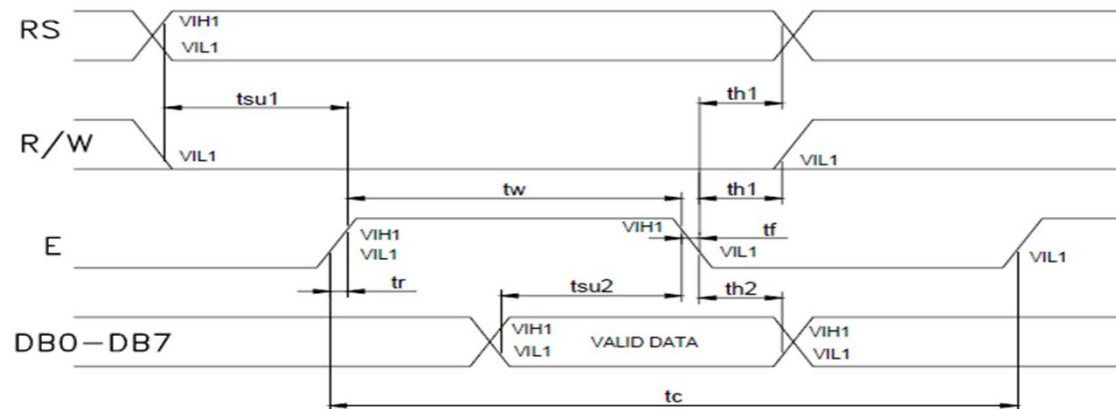 RS
VIH1
VIL1
tsu1
th1
R/W
VIL1
VIL1
tw
th1
E
VIH1
VIL1
VIH1
tf
VIL1
VIL1
tr
tsu2
th2
DB0-DB7
VIH1
VIL1
VALID DATA
VIH1
VIL1
tc